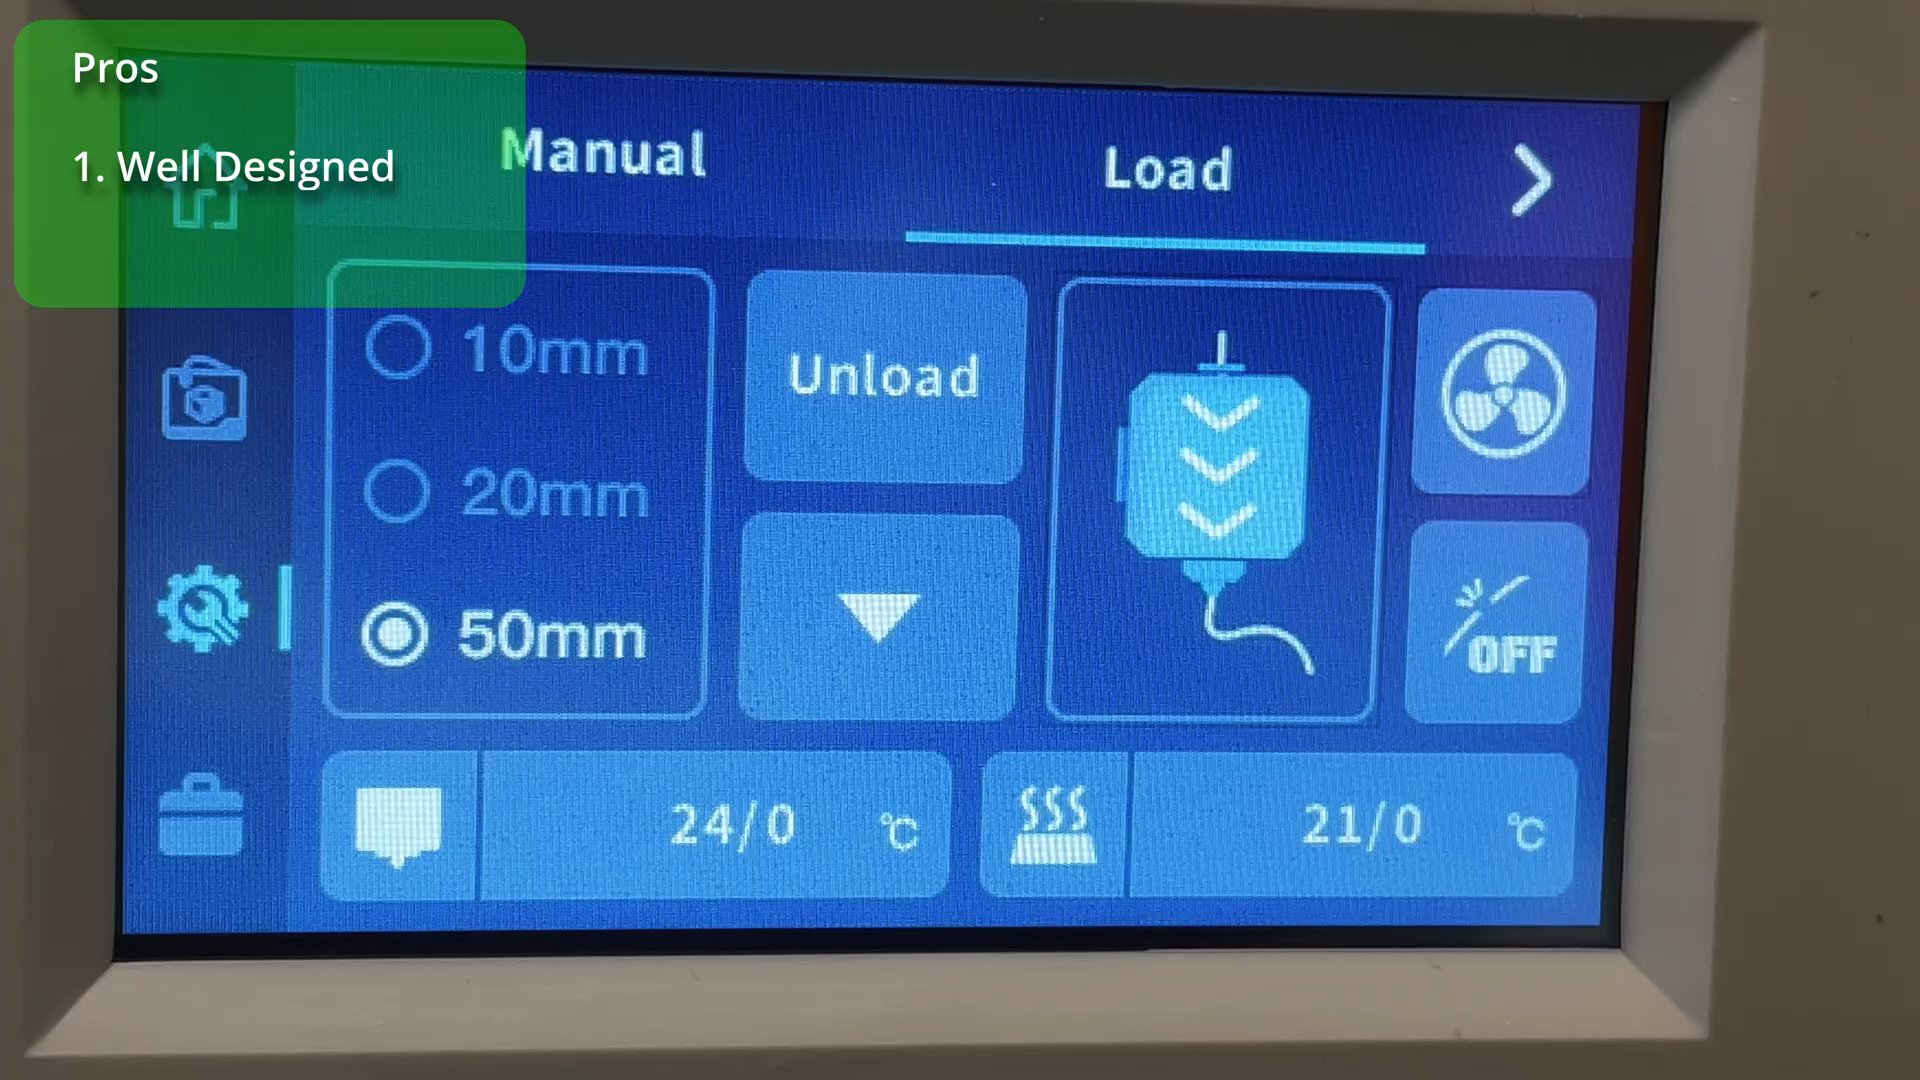 Pros
1. Well Designed
Manual
Load
10mm
20mm
50mm
Unload
OFF
24/0 ℃
21/0 ℃